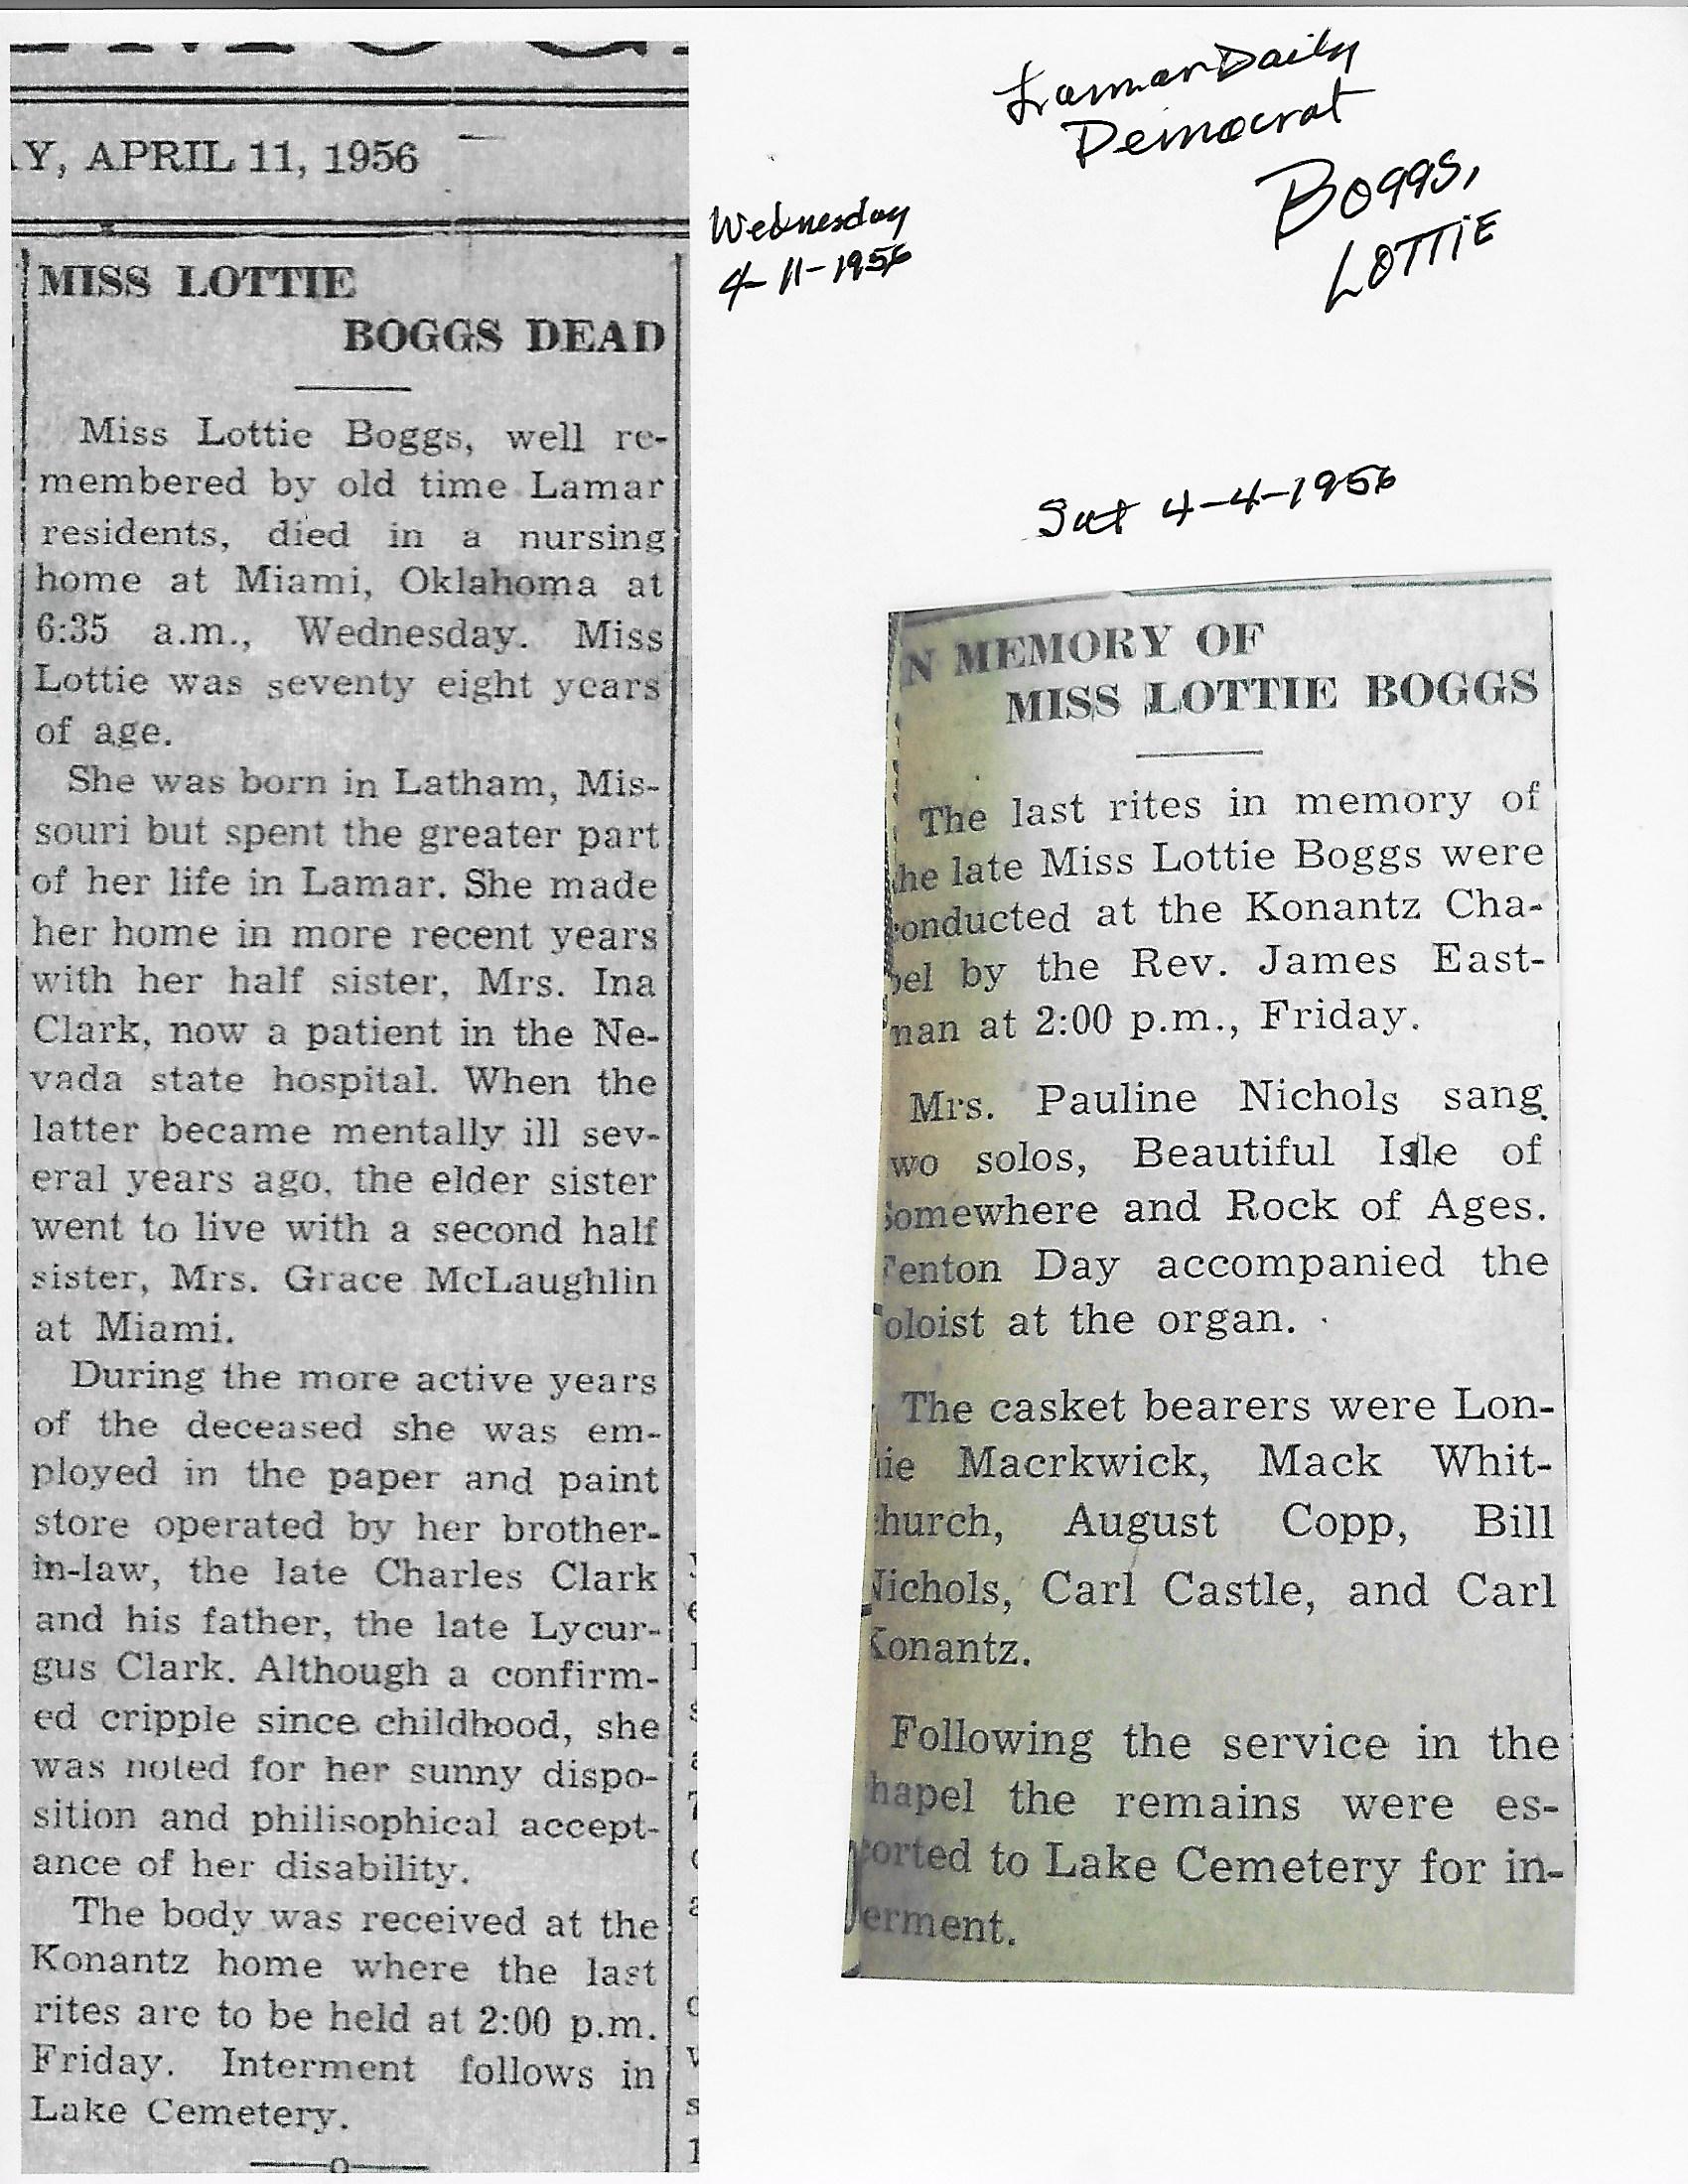 Y, APRIL 11, 1956
MISS LOTTIE
BOGGS DEAD
Miss Lottie Boggs, well re-
membered by old time Lamar
residents, died in a nursing
home at Miami, Oklahoma at
6:35 a.m., Wednesday. Miss
Lottie was seventy eight years
of age.
She was born in Latham, Mis-
souri but spent the greater part
of her life in Lamar. She made
her home in more recent years
with her half sister, Mrs. Ina
Clark, now a patient in the Ne-
vada state hospital. When the
latter became mentally ill sev-
eral years ago, the elder sister
went to live with a second half
sister, Mrs. Grace McLaughlin
at Miami.
During the more active years
of the deceased she was em-
ployed in the paper and paint
store operated by her brother-
in-law, the late Charles Clark
and his father, the late Lycur-
gus Clark. Although a confirm-
ed cripple since childhood, she
was noted for her sunny dispo-
sition and philisophical accept-
ance of her disability.
The body was received at the
Konantz home where the last
rites are to be held at 2:00 p.m.
Friday. Interment follows in
Lake Cemetery.
Lamar Daily
Democrat
Boggs,
LOTTIE
Wednesday
4-11-1956
Sat 4-4-1956
N MEMORY OF
MISS LOTTIE BOGGS
The last rites in memory of
he late Miss Lottie Boggs were
conducted at the Konantz Cha-
pel by the Rev. James East-
man at 2:00 p.m., Friday.
Mrs. Pauline Nichols sang
wo solos, Beautiful Isle of
Somewhere and Rock of Ages.
Fenton Day accompanied the
oloist at the organ.
The casket bearers were Lon-
nie Macrkwick, Mack Whit-
church, August Copp, Bill
Nichols, Carl Castle, and Carl
Konantz.
Following the service in the
hapel the remains were es-
corted to Lake Cemetery for in-
erment.